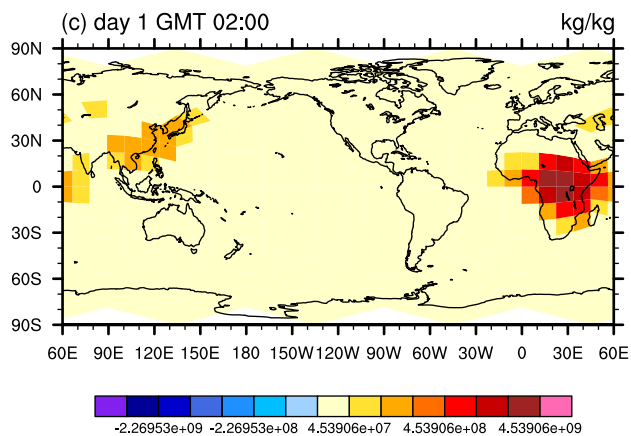 (c) day 1 GMT 02:00 kg/kg
90N
60N
30N
0
30S
60S
90S
60E 90E 120E 150E 180 150W 120W 90W 60W 30W 0 30E 60E
-2.26953e+09 -2.26953e+08 4.53906e+07 4.53906e+08 4.53906e+09